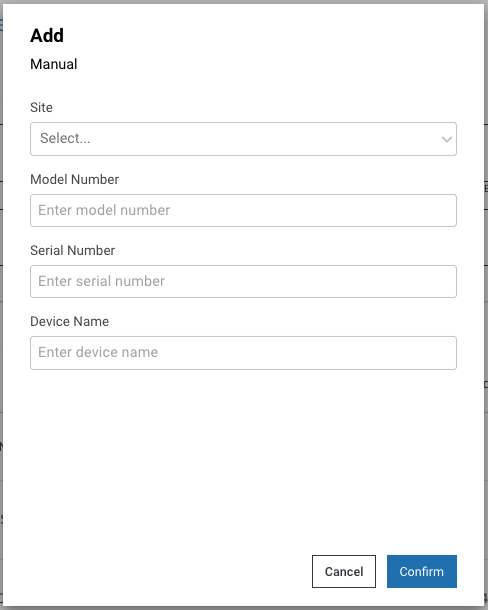 Add
Manual
Site
Select...
Model Number
Enter model number
Serial Number
Enter serial number
Device Name
Enter device name
Cancel
Confirm